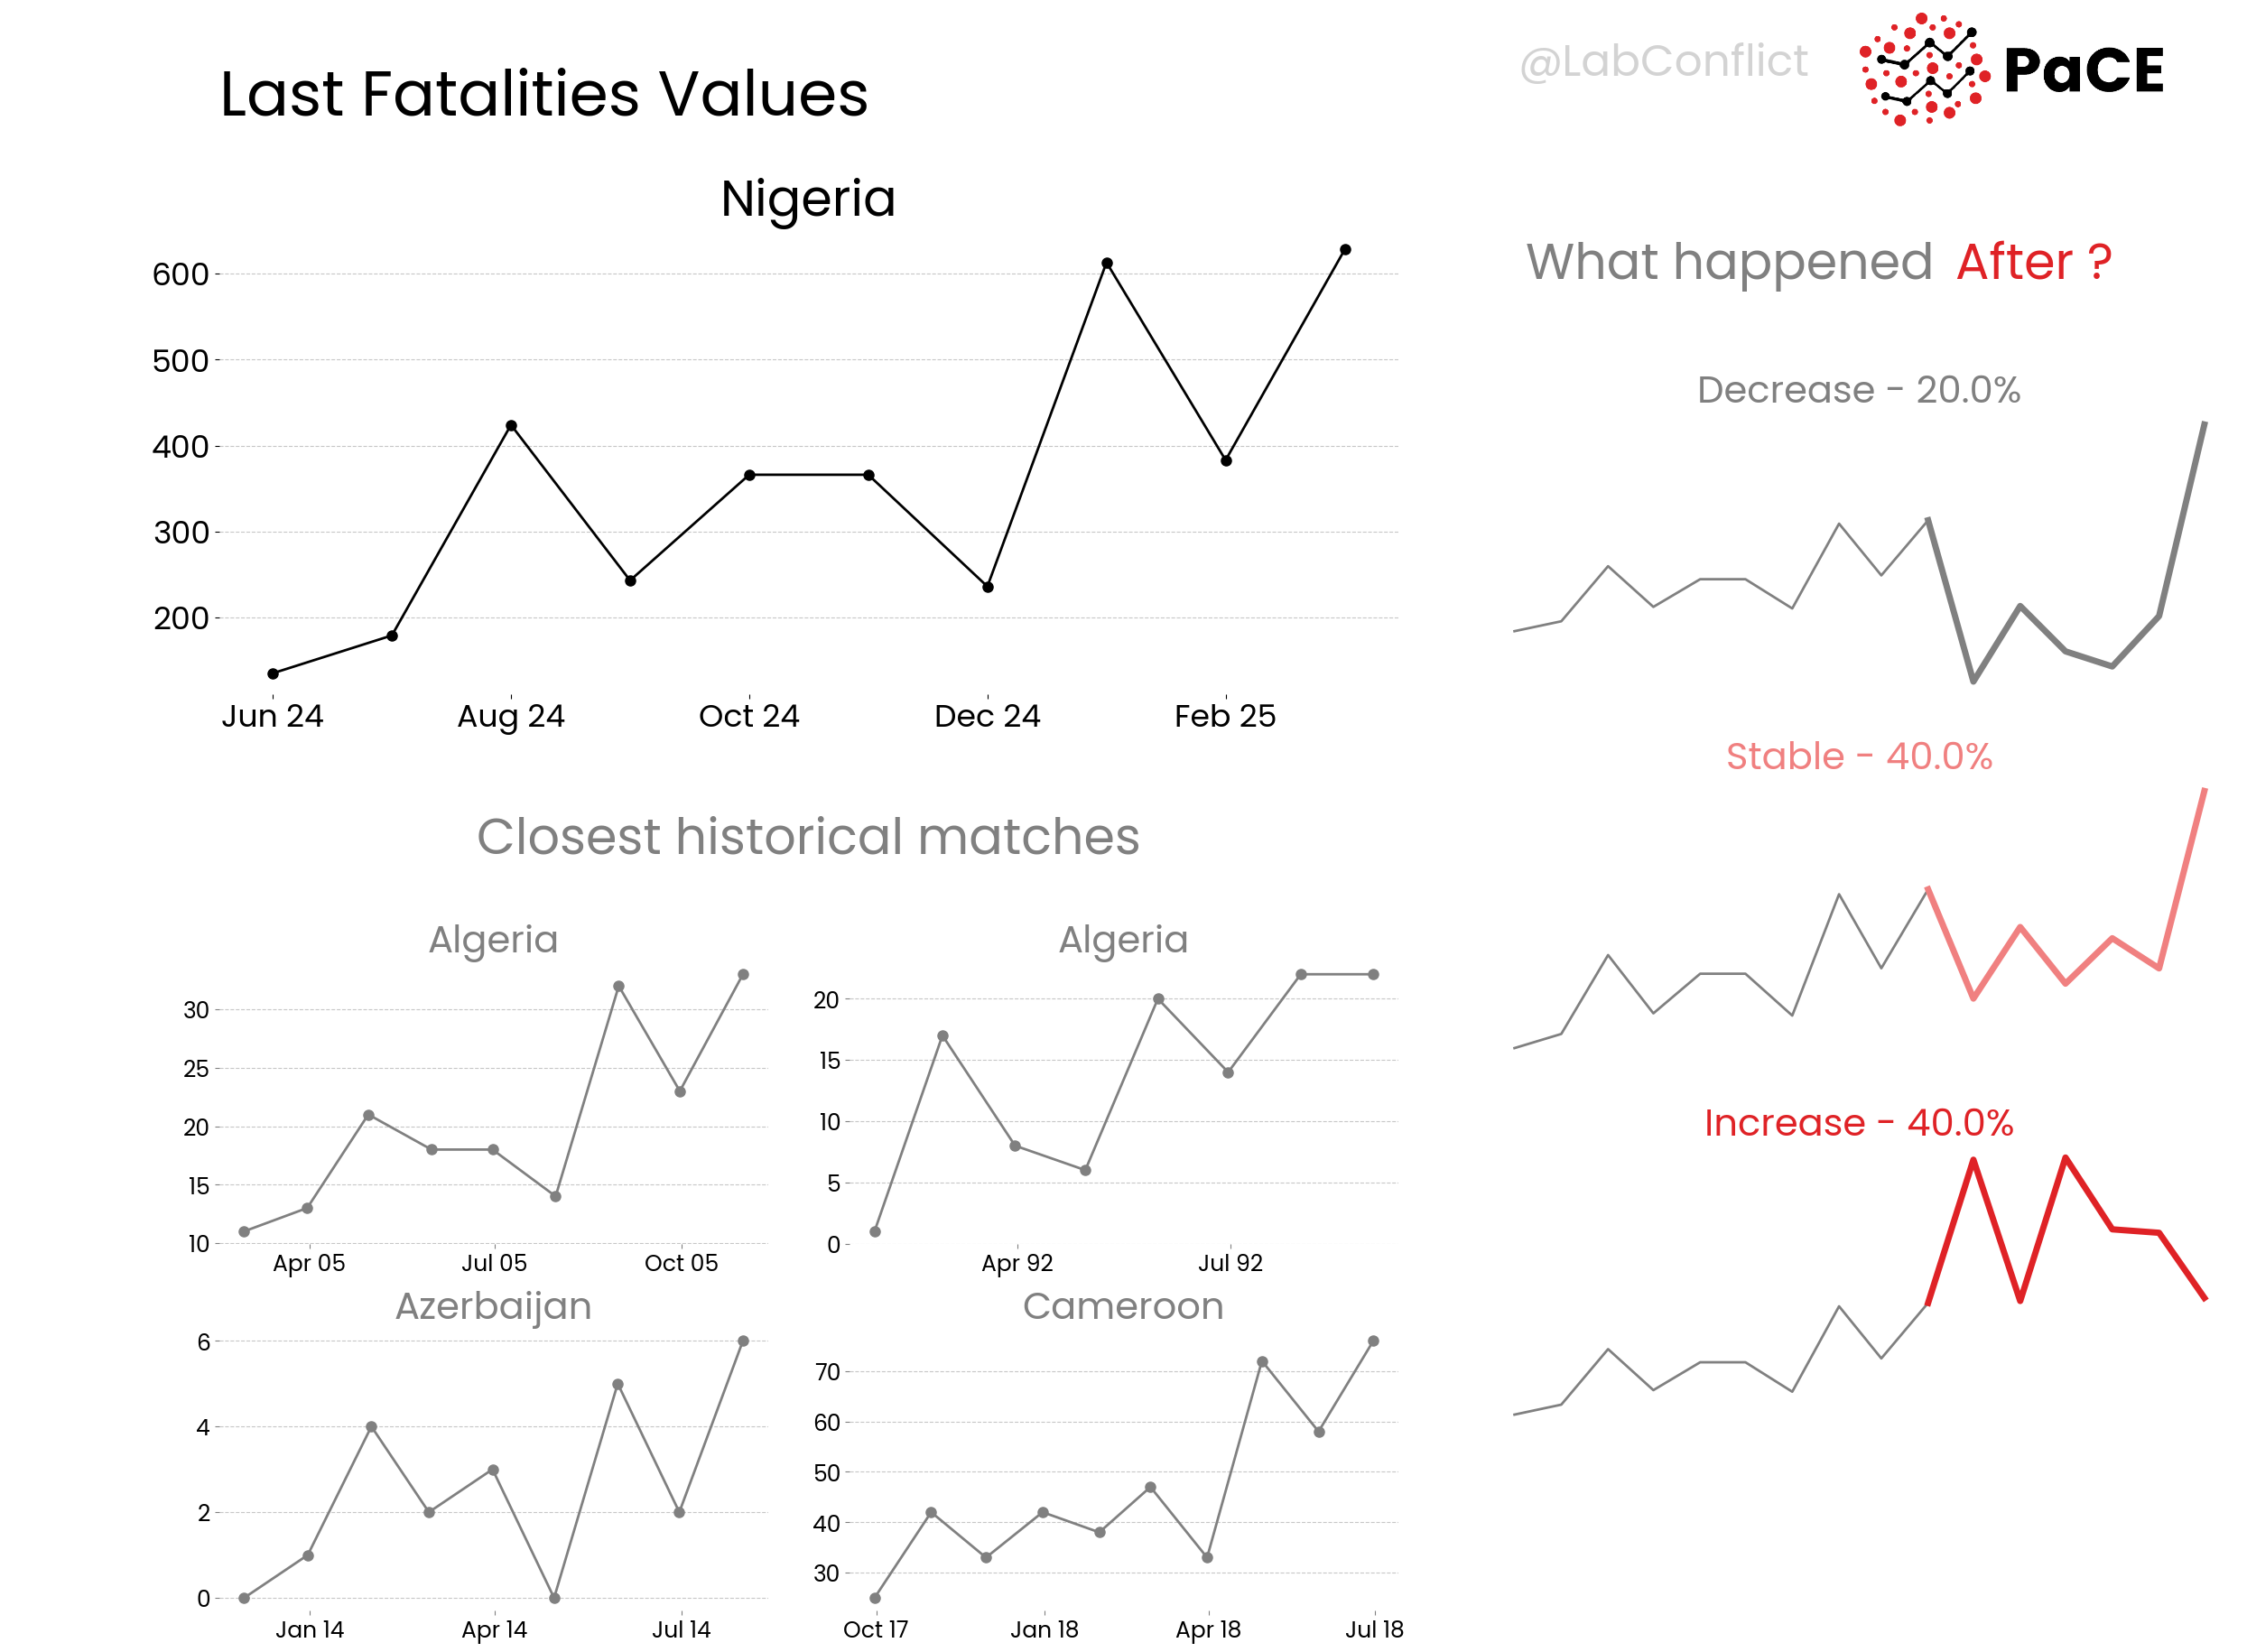 @LabConflict
PaCE
Last Fatalities Values
Nigeria
600
500
400
300
200
Jun 24 Aug 24 Oct 24 Dec 24 Feb 25
What happened After ?
Decrease - 20.0%
Stable - 40.0%
Increase - 40.0%
Closest historical matches
Algeria
30
25
20
15
10
Apr 05 Jul 05 Oct 05
Algeria
20
15
10
5
0
Apr 92 Jul 92
Azerbaijan
6
4
2
0
Jan 14 Apr 14 Jul 14
Cameroon
70
60
50
40
30
Oct 17 Jan 18 Apr 18 Jul 18